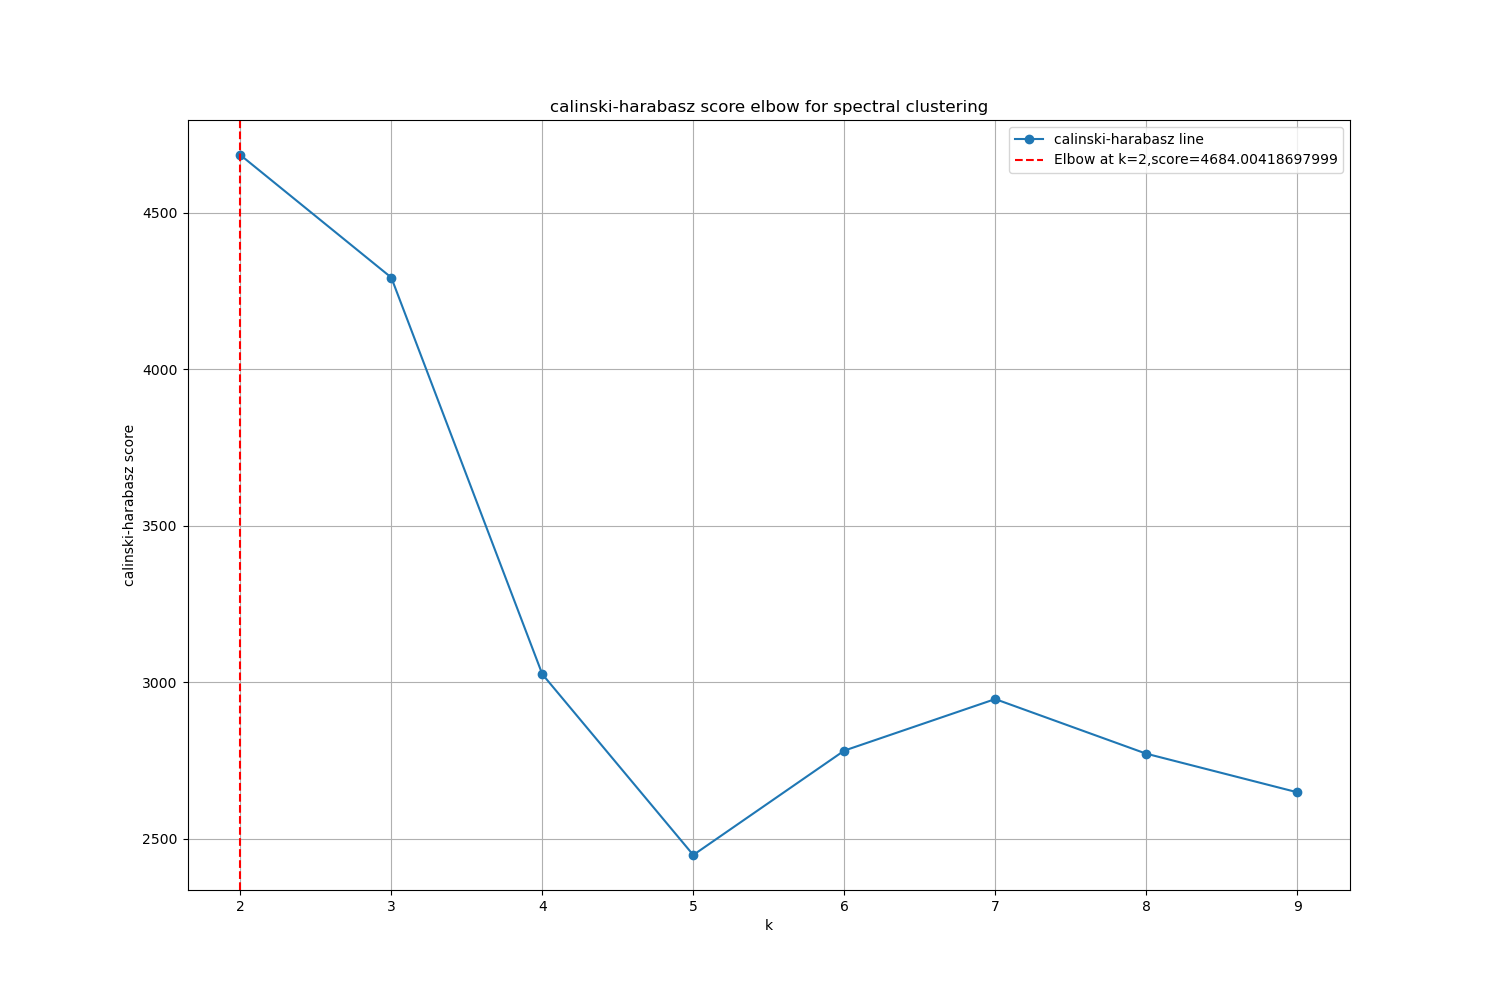 calinski-harabasz score elbow for spectral clustering
calinski-harabasz line
Elbow at k=2,score=4684.00418697999
calinski-harabasz score
4500
4000
3500
3000
2500
2 3 4 5 6 7 8 9
k